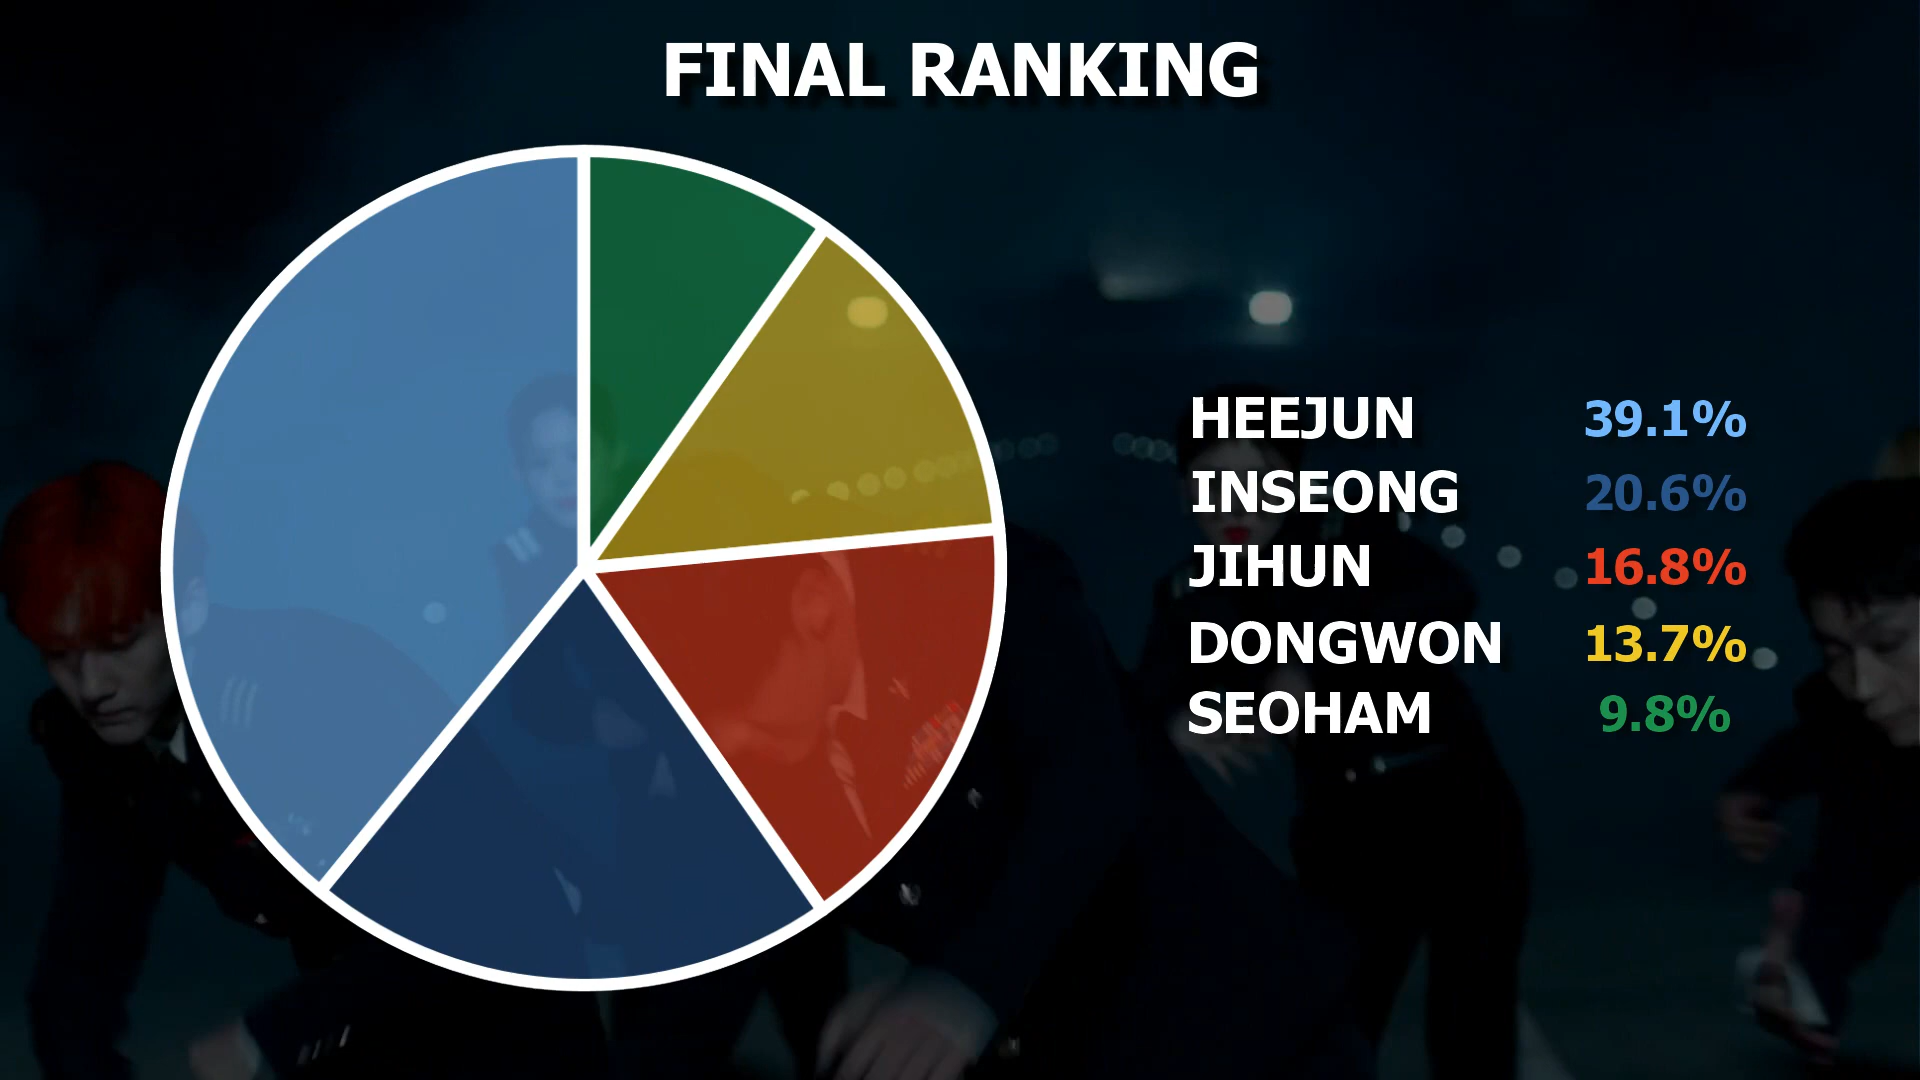 FINAL RANKING
HEEJUN 39.1%
INSEONG 20.6%
JIHUN 16.8%
DONGWON 13.7%
SEOHAM 9.8%